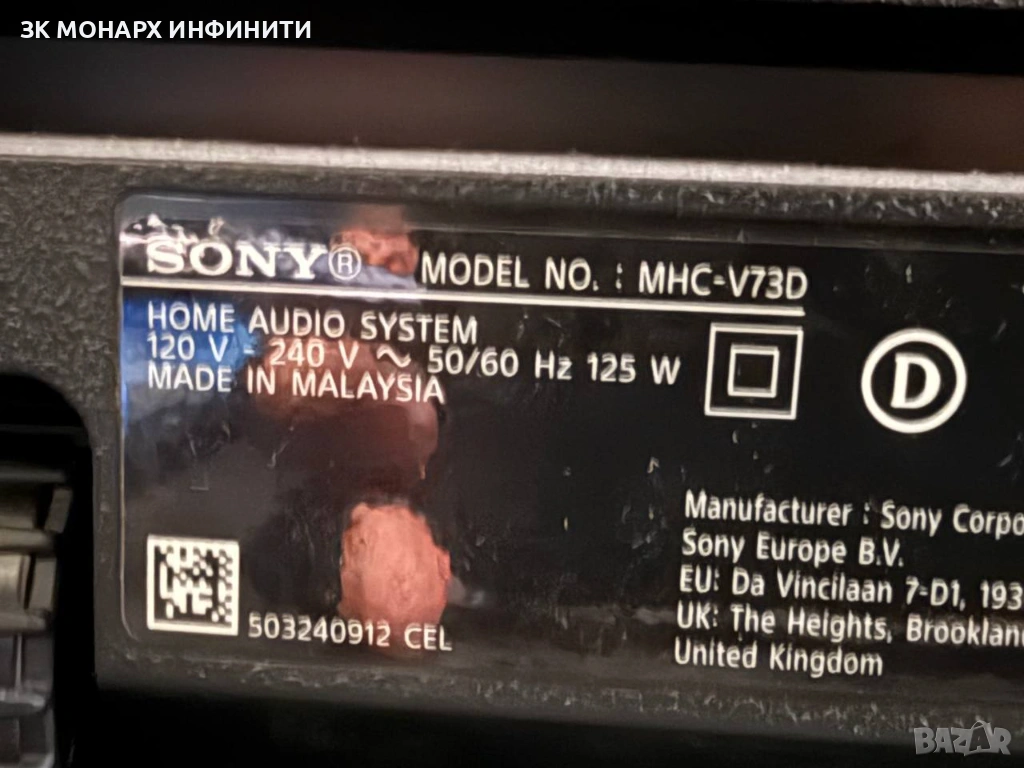 ЗК МОНАРХ ИНФИНИТИ
SONY® MODEL NO. : MHC-V73D
HOME AUDIO SYSTEM
120 V - 240 V ~ 50/60 Hz 125 W
MADE IN MALAYSIA
D
Manufacturer : Sony Corpo
Sony Europe B.V.
EU: Da Vincilaan 7-D1, 193
UK: The Heights, Brooklan
United Kingdom
503240912 CEL
BAZAR